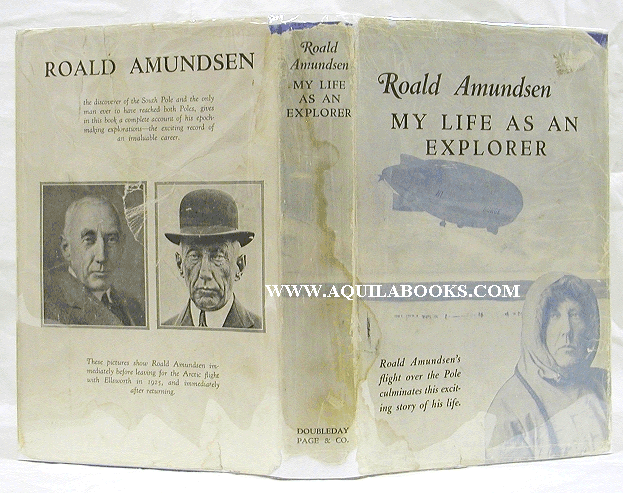 ROALD AMUNDSEN
the discoverer of the South Pole and the only
man ever to have reached both Poles, gives
in this book a complete account of his epoch-
making explorations—the exciting record of
an invaluable career.
These pictures show Roald Amundsen im-
mediately before leaving for the Arctic flight
with Ellsworth in 1925, and immediately
after returning.
Roald
Amundsen
MY LIFE
AS AN
EXPLORER
DOUBLEDAY
PAGE & CO.
Roald Amundsen
MY LIFE AS AN
EXPLORER
Roald Amundsen's
flight over the Pole
culminates this excit-
ing story of his life.
WWW.AQUILABOOKS.COM